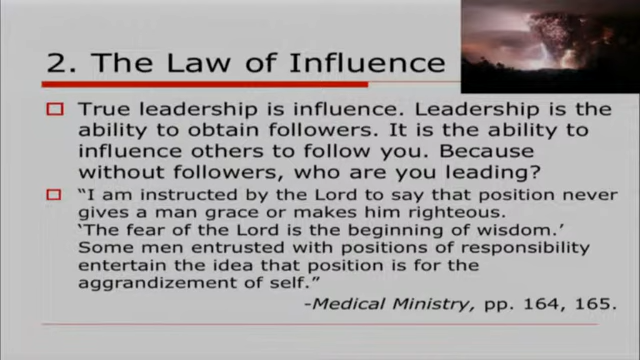 2. The Law of Influence
True leadership is influence. Leadership is the
ability to obtain followers. It is the ability to
influence others to follow you. Because
without followers, who are you leading?
“I am instructed by the Lord to say that position never
gives a man grace or makes him righteous.
‘The fear of the Lord is the beginning of wisdom.’
Some men entrusted with positions of responsibility
entertain the idea that position is for the
aggrandizement of self.”
-Medical Ministry, pp. 164, 165.